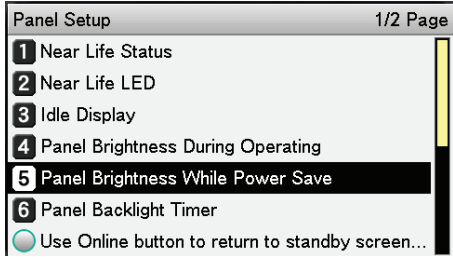 Panel Setup 1/2 Page
1 Near Life Status
2 Near Life LED
3 Idle Display
4 Panel Brightness During Operating
5 Panel Brightness While Power Save
6 Panel Backlight Timer
Use Online button to return to standby screen...